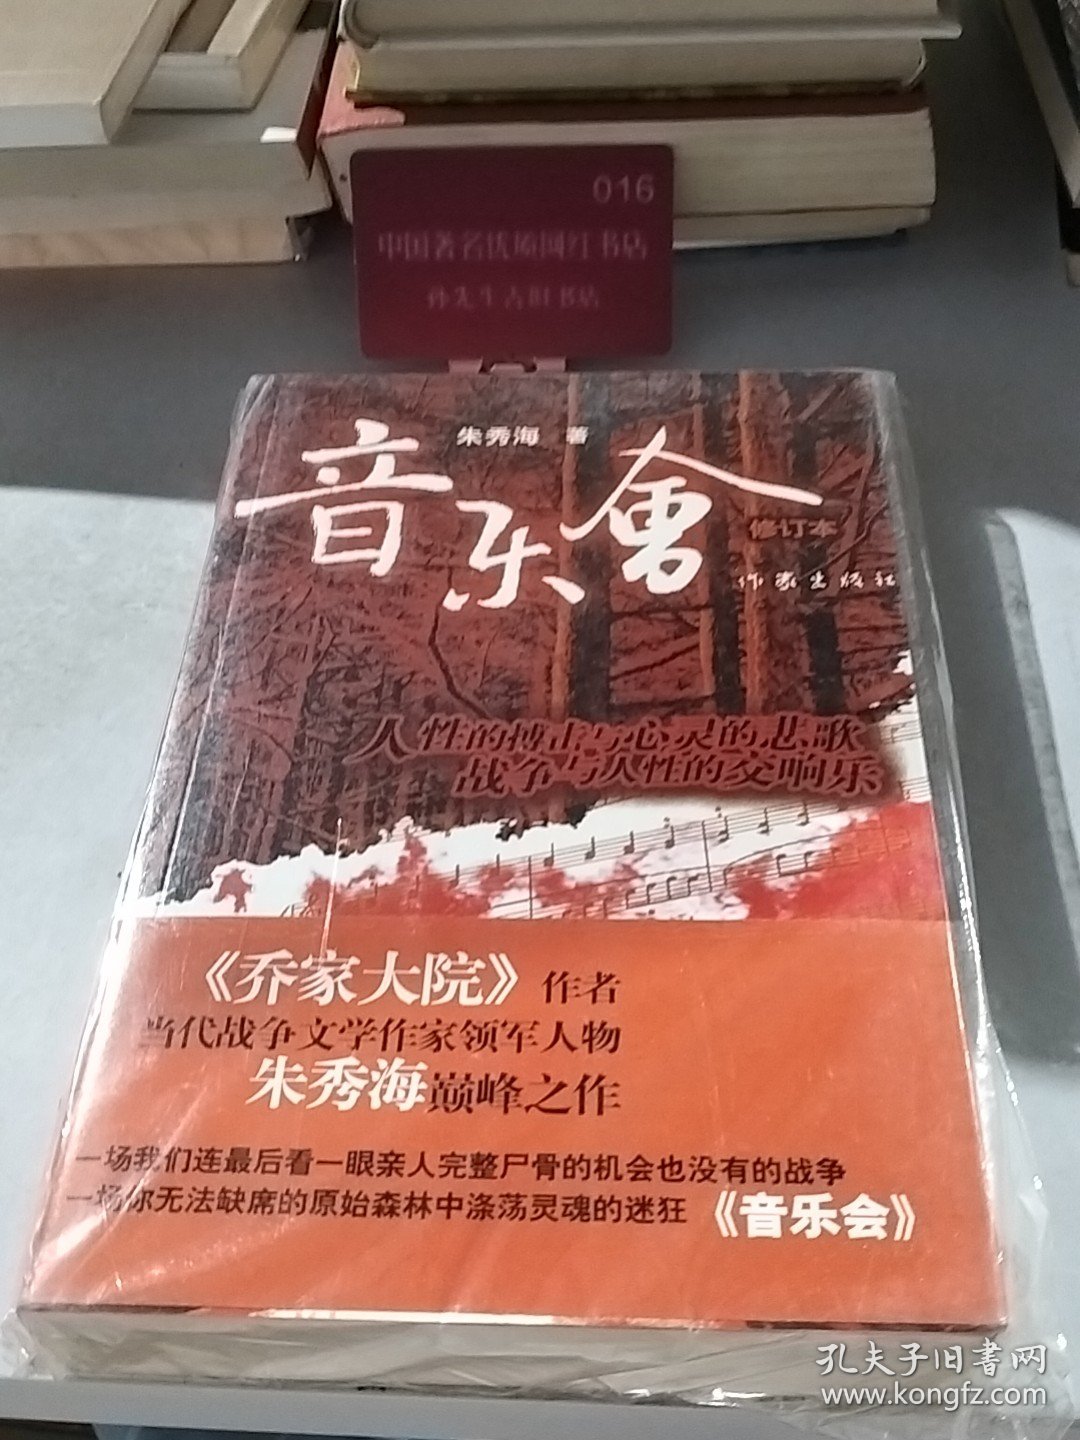 016
中国著名优质网红书店
孙先生古旧书店
朱秀海 著
音乐會
修订本
作家出版社
人性的搏击与心灵的悲歌
战争与人性的交响乐
《乔家大院》作者
当代战争文学作家领军人物
朱秀海巅峰之作
一场我们连最后看一眼亲人完整尸骨的机会也没有的战争
一场你无法缺席的原始森林中涤荡灵魂的迷狂
《音乐会》
孔夫子旧書网
www.kongfz.com